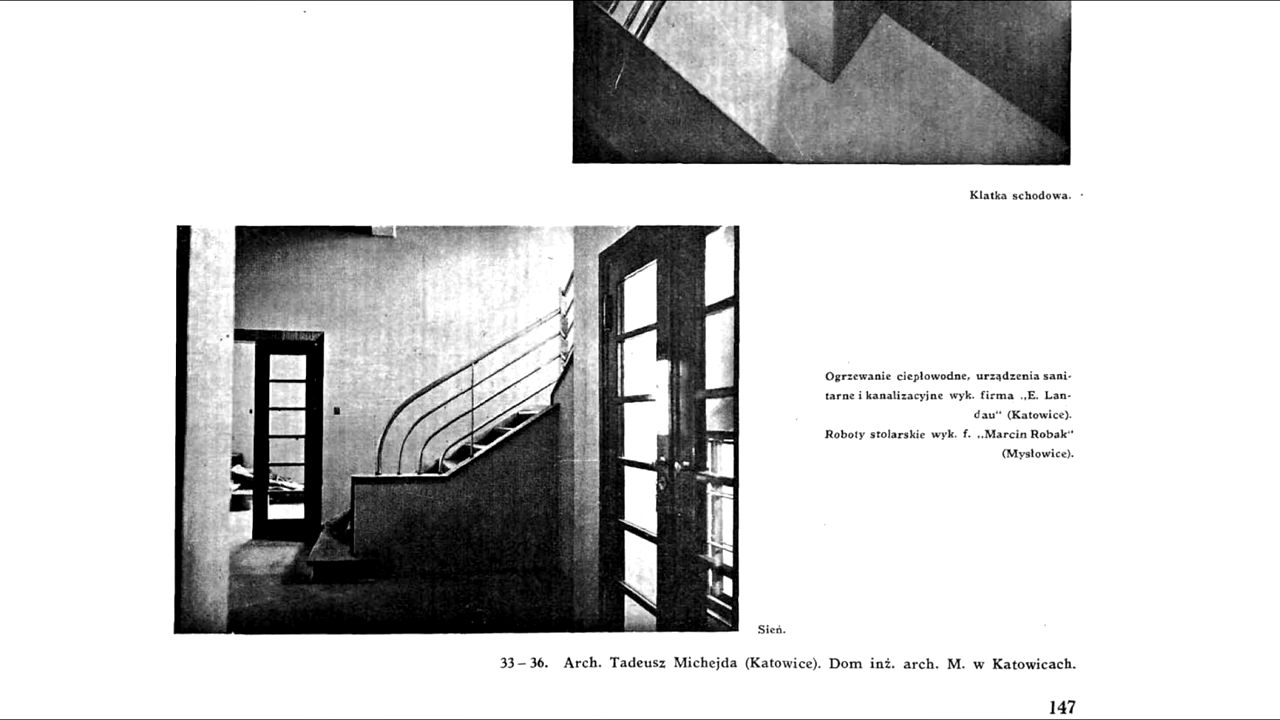 Klatka schodowa.
Ogrzewanie ciepłowodne, urządzenia sani-
tarne i kanalizacyjne wyk. firma „E. Lan-
dau“ (Katowice).
Roboty stolarskie wyk. f. „Marcin Robak“
(Mysłowice).
Sień.
33–36. Arch. Tadeusz Michejda (Katowice). Dom inż. arch. M. w Katowicach.
147